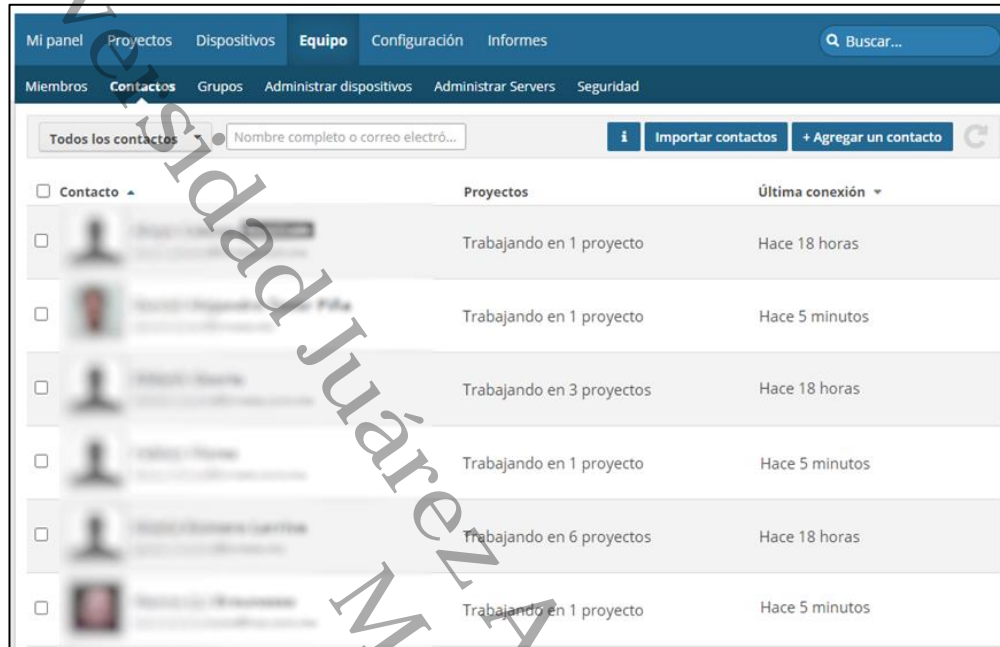 Mi panel Proyectos Dispositivos Equipo Configuración Informes Buscar...
Miembros Contactos Grupos Administrar dispositivos Administrar Servers Seguridad
Todos los contactos Nombre completo o correo electró... i Importar contactos + Agregar un contacto
Contacto Proyectos Última conexión
Trabajando en 1 proyecto Hace 18 horas
Trabajando en 1 proyecto Hace 5 minutos
Trabajando en 3 proyectos Hace 18 horas
Trabajando en 1 proyecto Hace 5 minutos
Trabajando en 6 proyectos Hace 18 horas
Trabajando en 1 proyecto Hace 5 minutos
versidad Juárez A
M